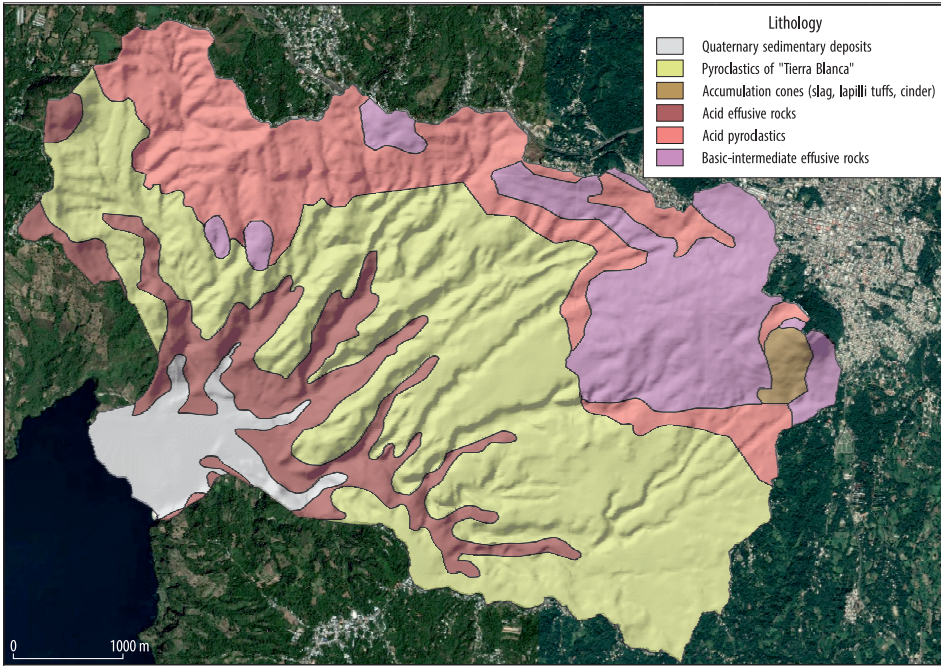 Lithology
Quaternary sedimentary deposits
Pyroclastics of "Tierra Blanca"
Accumulation cones (slag, lapilli tuffs, cinder)
Acid effusive rocks
Acid pyroclastics
Basic-intermediate effusive rocks
0 1000 m